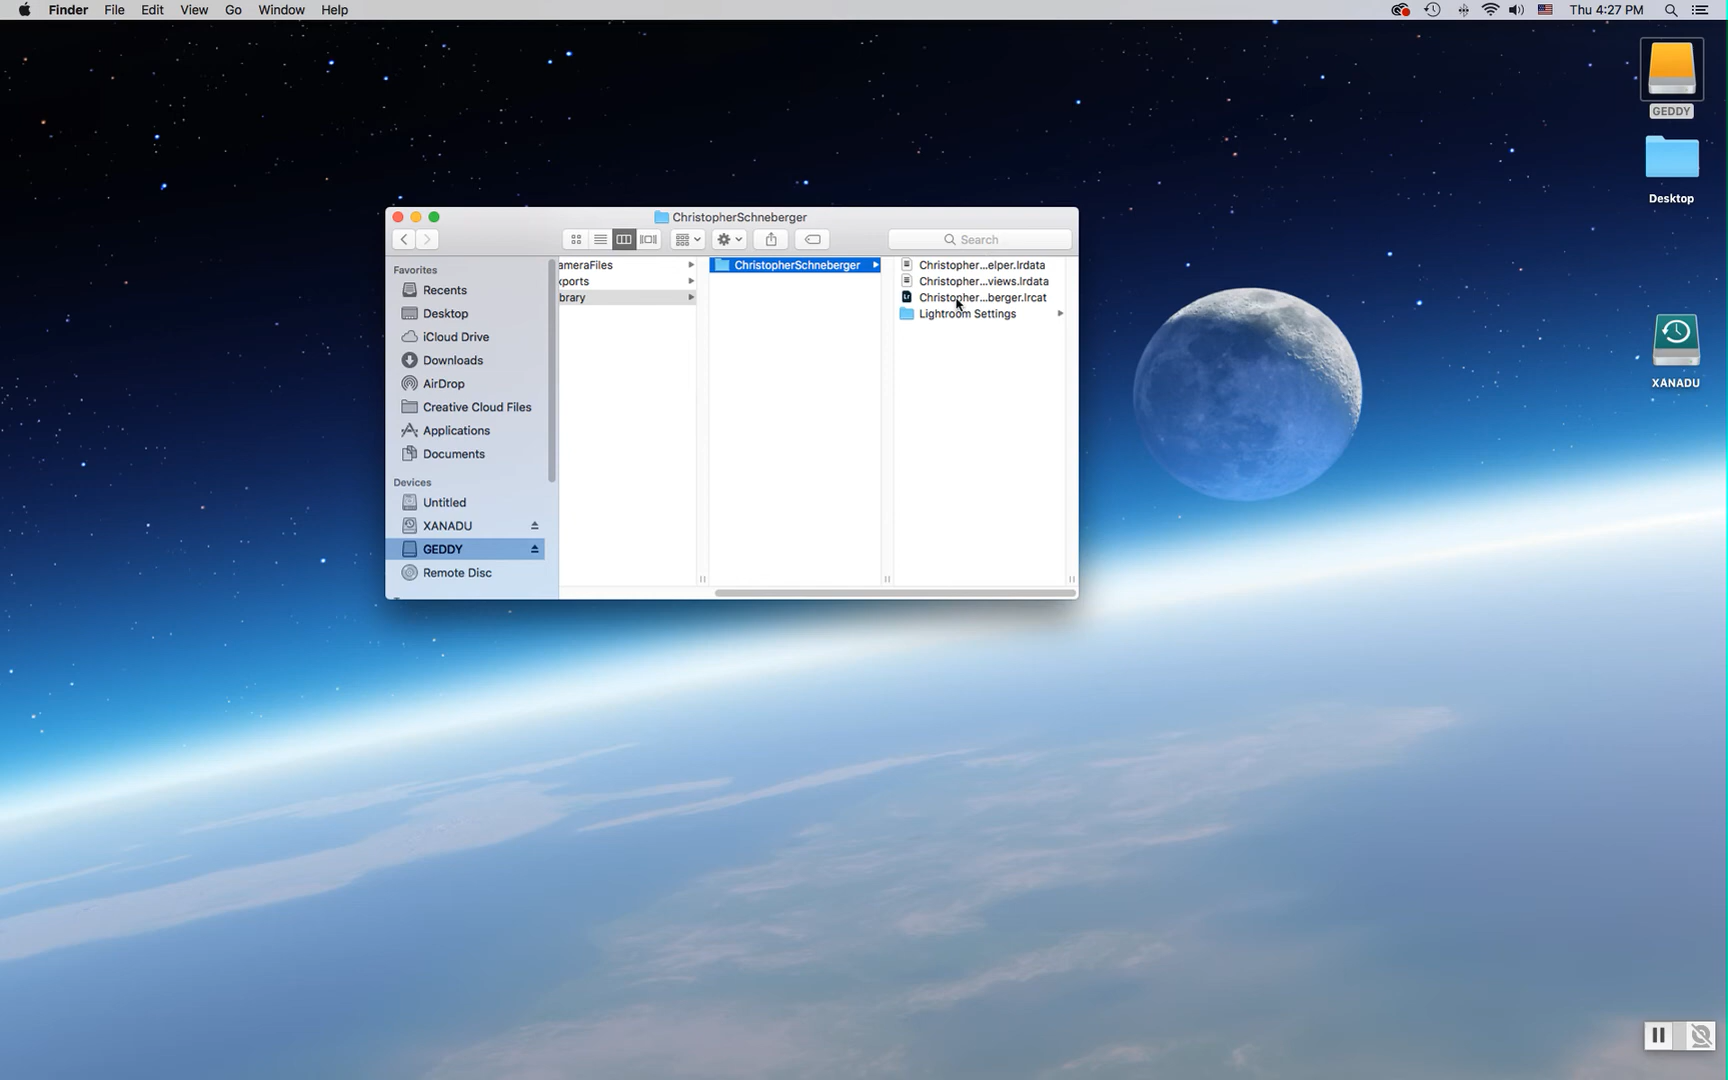 Finder File Edit View Go Window Help
Thu 4:27 PM
GEDDY
Desktop
XANADU
ChristopherSchneberger
Search
Favorites
Recents
Desktop
iCloud Drive
Downloads
AirDrop
Creative Cloud Files
Applications
Documents
Devices
Untitled
XANADU
GEDDY
Remote Disc
ameraFiles
xports
brary
ChristopherSchneberger
Christopher...elper.lrdata
Christopher...views.lrdata
Christopher...berger.lrcat
Lightroom Settings